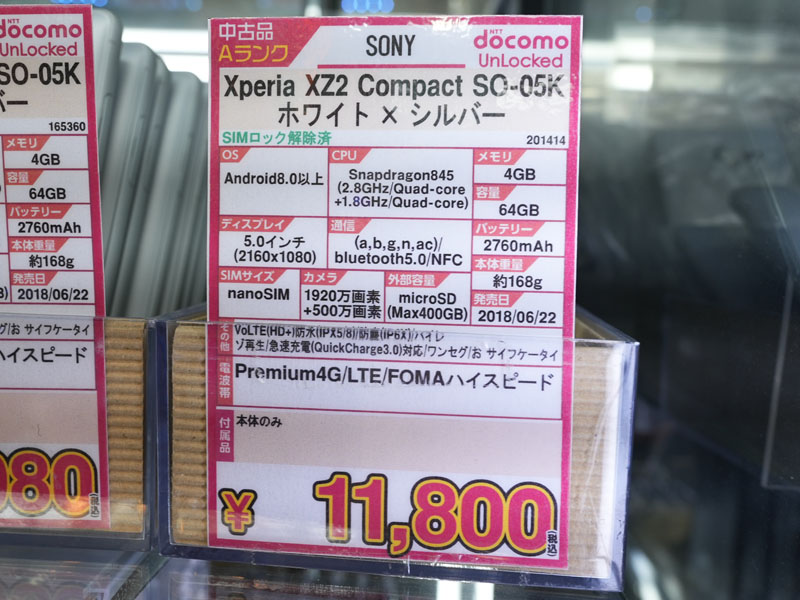 NTT
docomo
UnLocked
SO-05K
バー
165360
メモリ
4GB
容量
64GB
バッテリー
2760mAh
本体重量
約168g
発売日
2018/06/22
グ/お サイフケータイ
ハイスピード
980
(税込)
中古品
Aランク
SONY
NTT
docomo
UnLocked
Xperia XZ2 Compact SO-05K
ホワイト × シルバー
SIMロック解除済
201414
OS
Android8.0以上
CPU
Snapdragon845
(2.8GHz/Quad-core
+1.8GHz/Quad-core)
メモリ
4GB
容量
64GB
ディスプレイ
5.0インチ
(2160x1080)
通信
(a,b,g,n,ac)/
bluetooth5.0/NFC
バッテリー
2760mAh
本体重量
約168g
SIMサイズ
nanoSIM
カメラ
1920万画素
+500万画素
外部容量
microSD
(Max400GB)
発売日
2018/06/22
その他
VoLTE(HD+)防水(IPX5/8)/防塵(IP6X)/ハイレ
ゾ再生/急速充電(QuickCharge3.0)対応/ワンセグ/お サイフケータイ
電波帯
Premium4G/LTE/FOMAハイスピード
付属品
本体のみ
¥ 11,800
(税込)